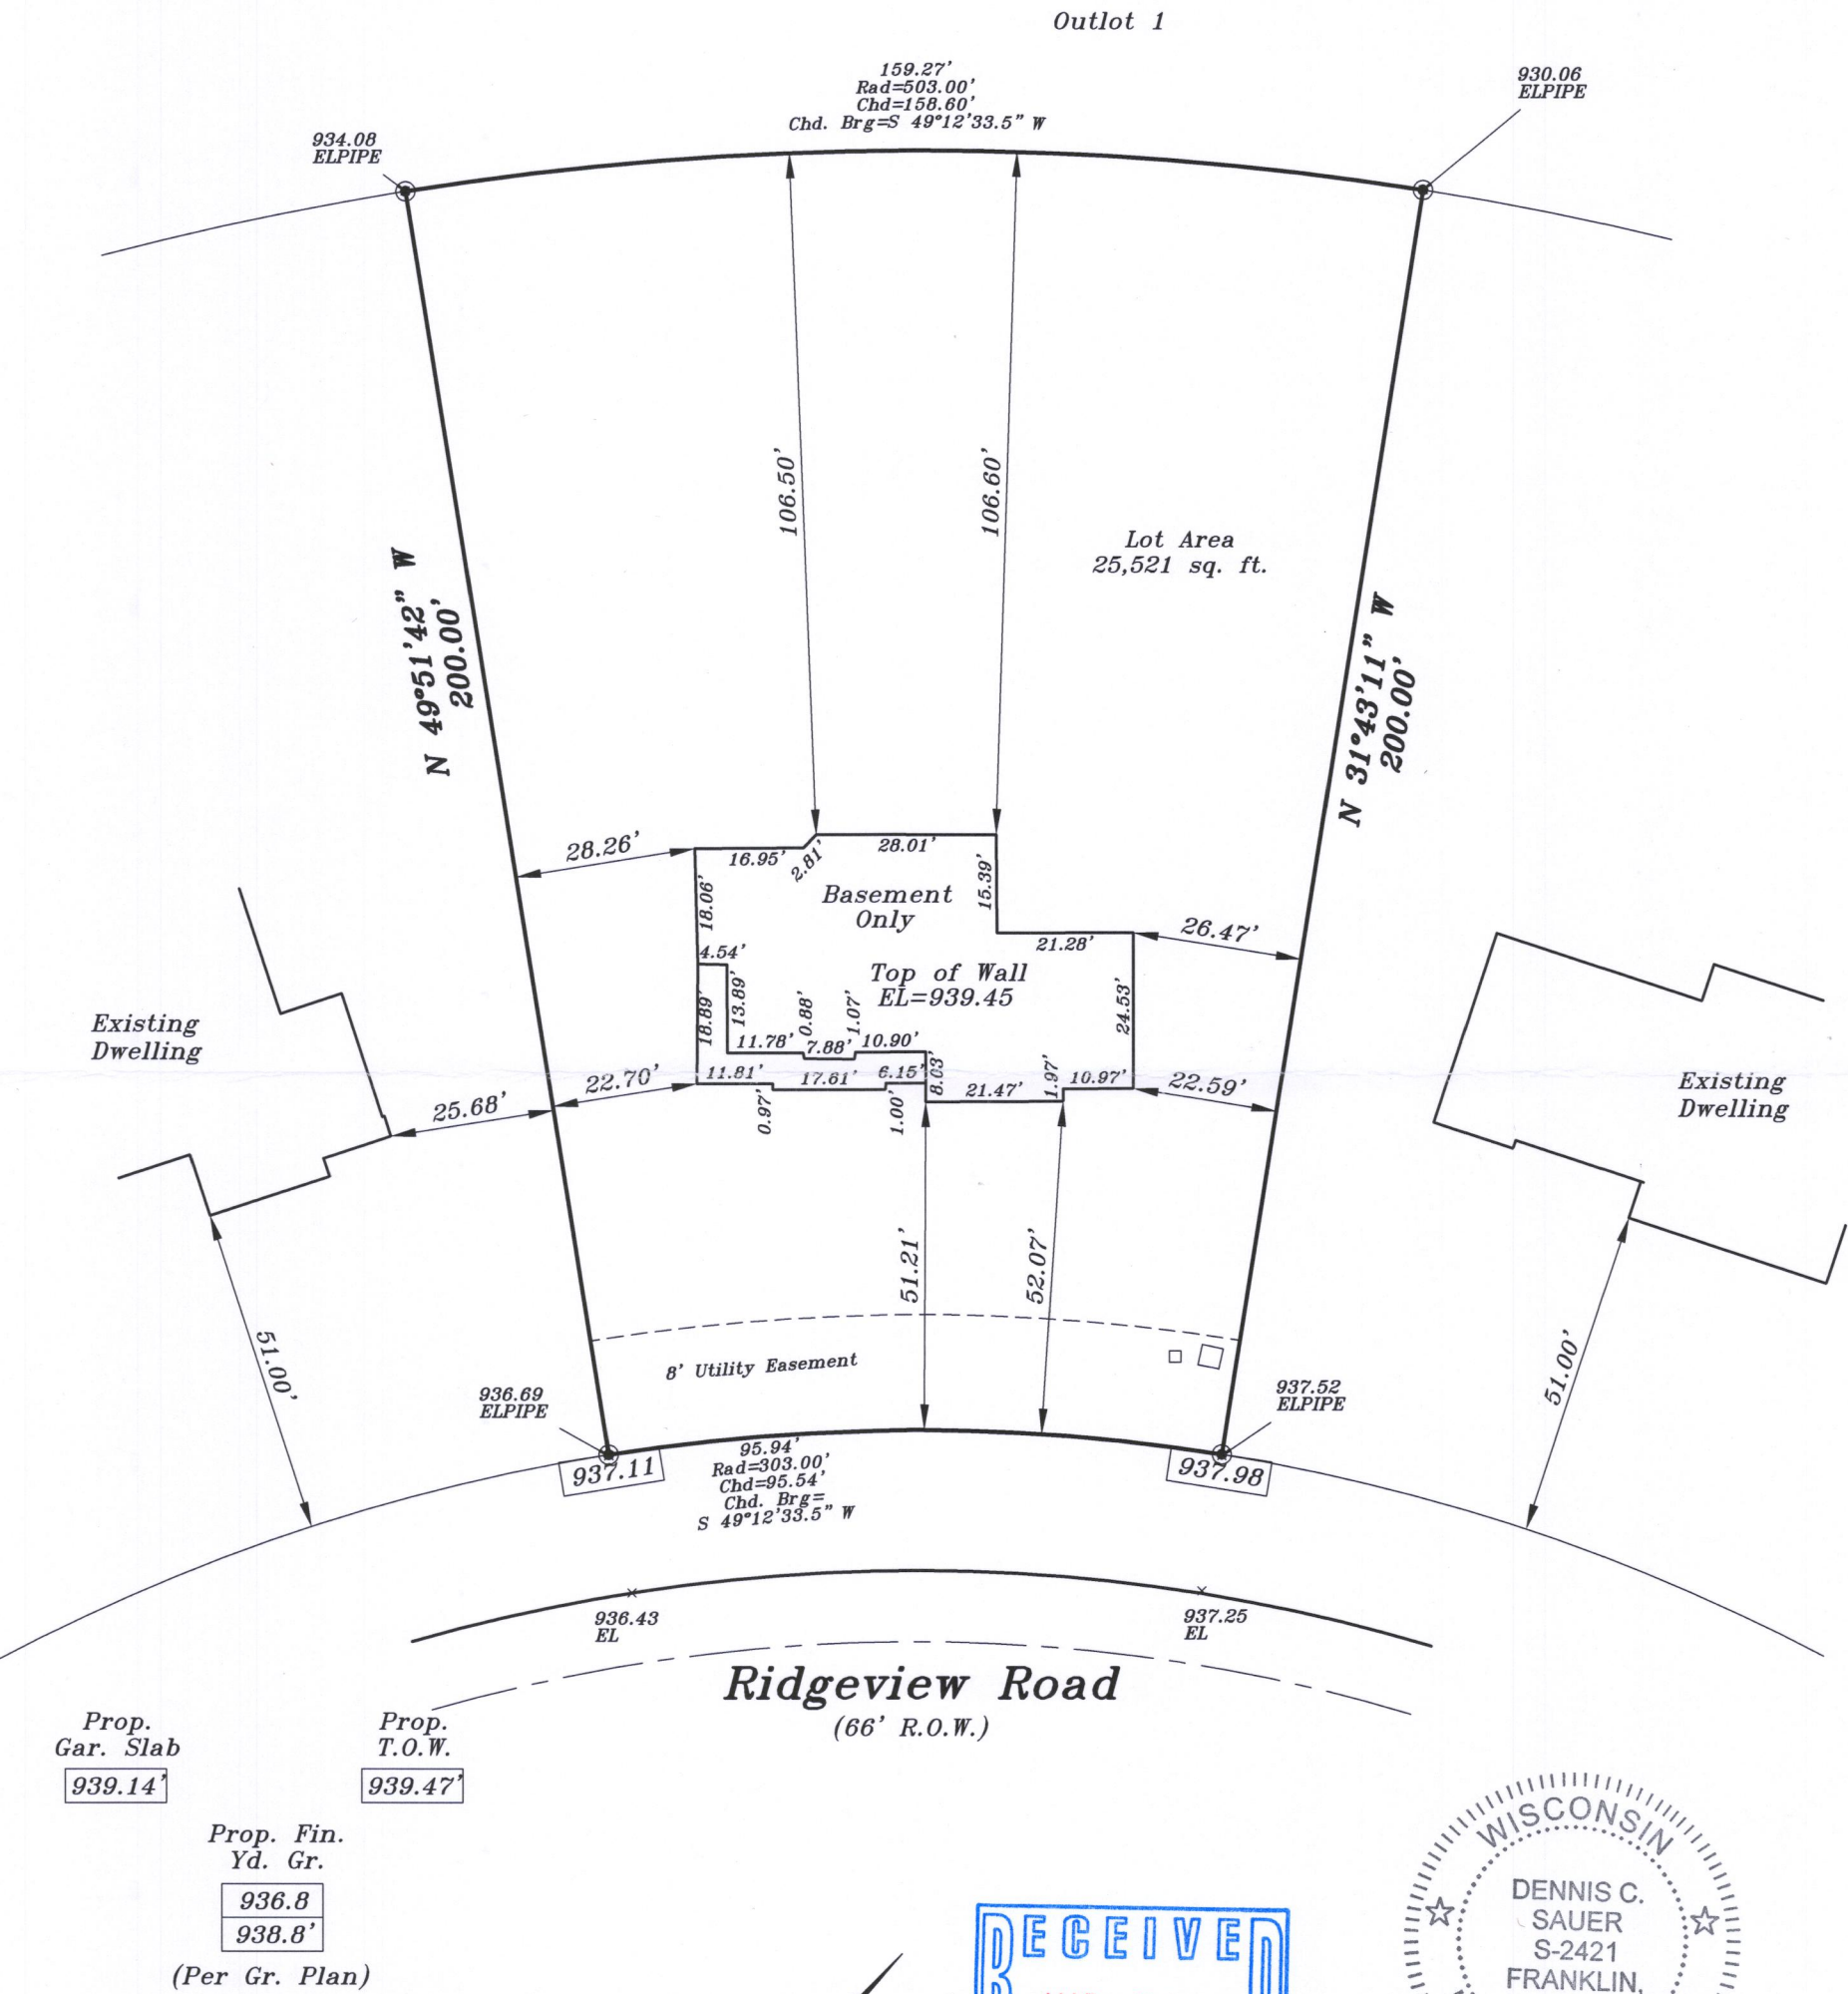 Outlot 1
159.27'
Rad=503.00'
Chd=158.60'
Chd. Brg=S 49°12'33.5" W
934.08
ELPIPE
930.06
ELPIPE
106.50'
106.60'
Lot Area
25,521 sq. ft.
N 49°51'42" W
200.00'
N 31°43'11" W
200.00'
28.26'
16.95'
2.81'
28.01'
15.39'
18.06'
Basement
Only
21.28'
26.47'
4.54'
Top of Wall
EL=939.45
18.89'
13.89'
0.88'
1.07'
24.53'
11.78'
7.88'
10.90'
11.81'
17.61'
6.15'
8.03'
21.47'
1.97'
10.97'
0.97'
1.00'
22.70'
22.59'
25.68'
Existing
Dwelling
Existing
Dwelling
51.21'
52.07'
51.00'
51.00'
8' Utility Easement
936.69
ELPIPE
937.52
ELPIPE
937.11
937.98
95.94'
Rad=303.00'
Chd=95.54'
Chd. Brg=
S 49°12'33.5" W
936.43
EL
937.25
EL
Ridgeview Road
(66' R.O.W.)
Prop.
Gar. Slab
939.14'
Prop.
T.O.W.
939.47'
Prop. Fin.
Yd. Gr.
936.8
938.8'
(Per Gr. Plan)
RECEIVED
WISCONSIN
DENNIS C.
SAUER
S-2421
FRANKLIN,